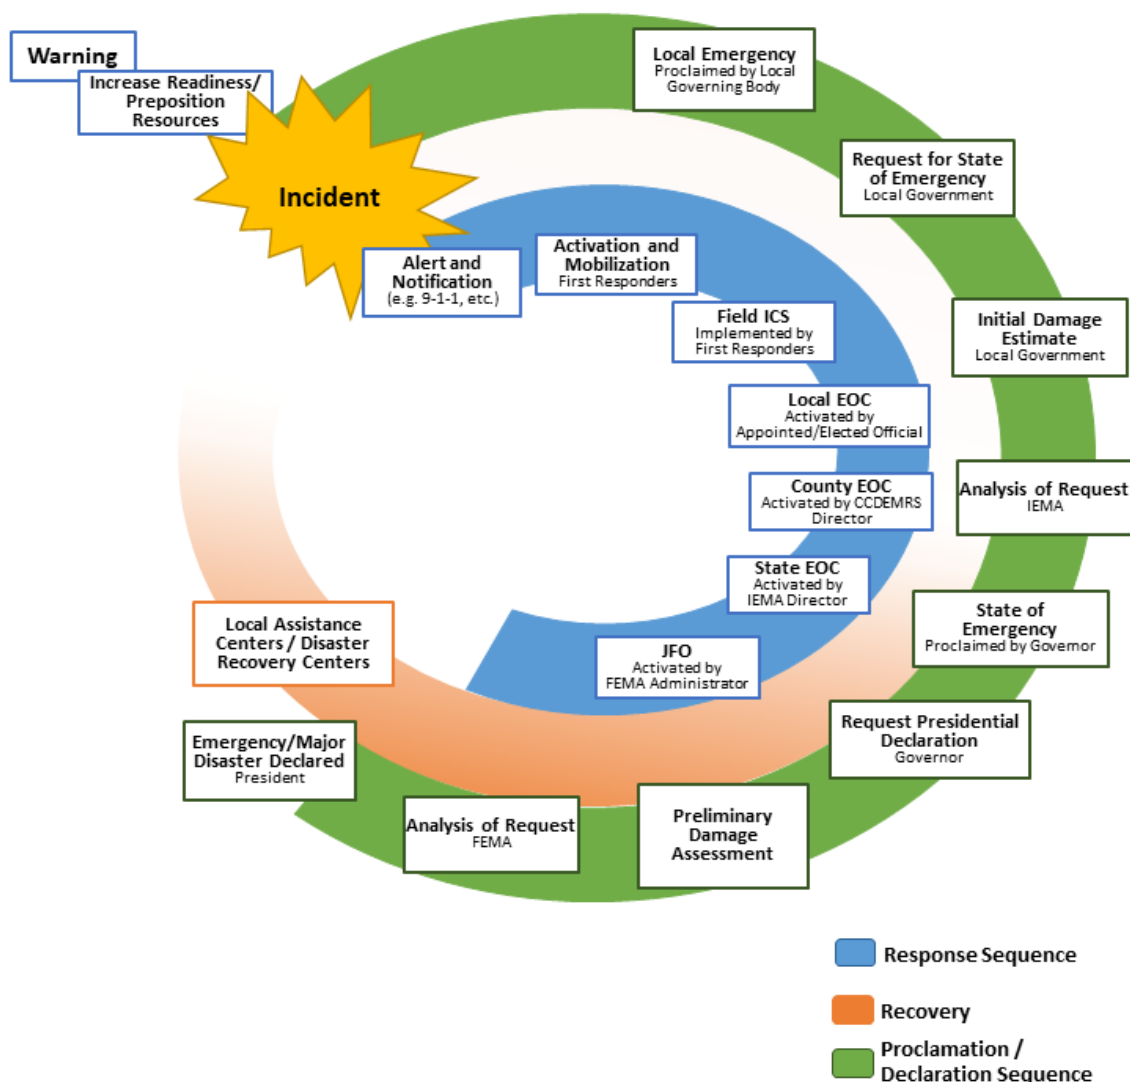 Warning
Increase Readiness/
Preposition
Resources
Incident
Local Emergency
Proclaimed by Local
Governing Body
Request for State
of Emergency
Local Government
Alert and
Notification
(e.g. 9-1-1, etc.)
Activation and
Mobilization
First Responders
Field ICS
Implemented by
First Responders
Initial Damage
Estimate
Local Government
Local EOC
Activated by
Appointed/Elected Official
County EOC
Activated by CCDEMRS
Director
Analysis of Request
IEMA
State EOC
Activated by
IEMA Director
State of
Emergency
Proclaimed by Governor
Local Assistance
Centers / Disaster
Recovery Centers
JFO
Activated by
FEMA Administrator
Request Presidential
Declaration
Governor
Emergency/Major
Disaster Declared
President
Analysis of Request
FEMA
Preliminary
Damage
Assessment
Response Sequence
Recovery
Proclamation /
Declaration Sequence